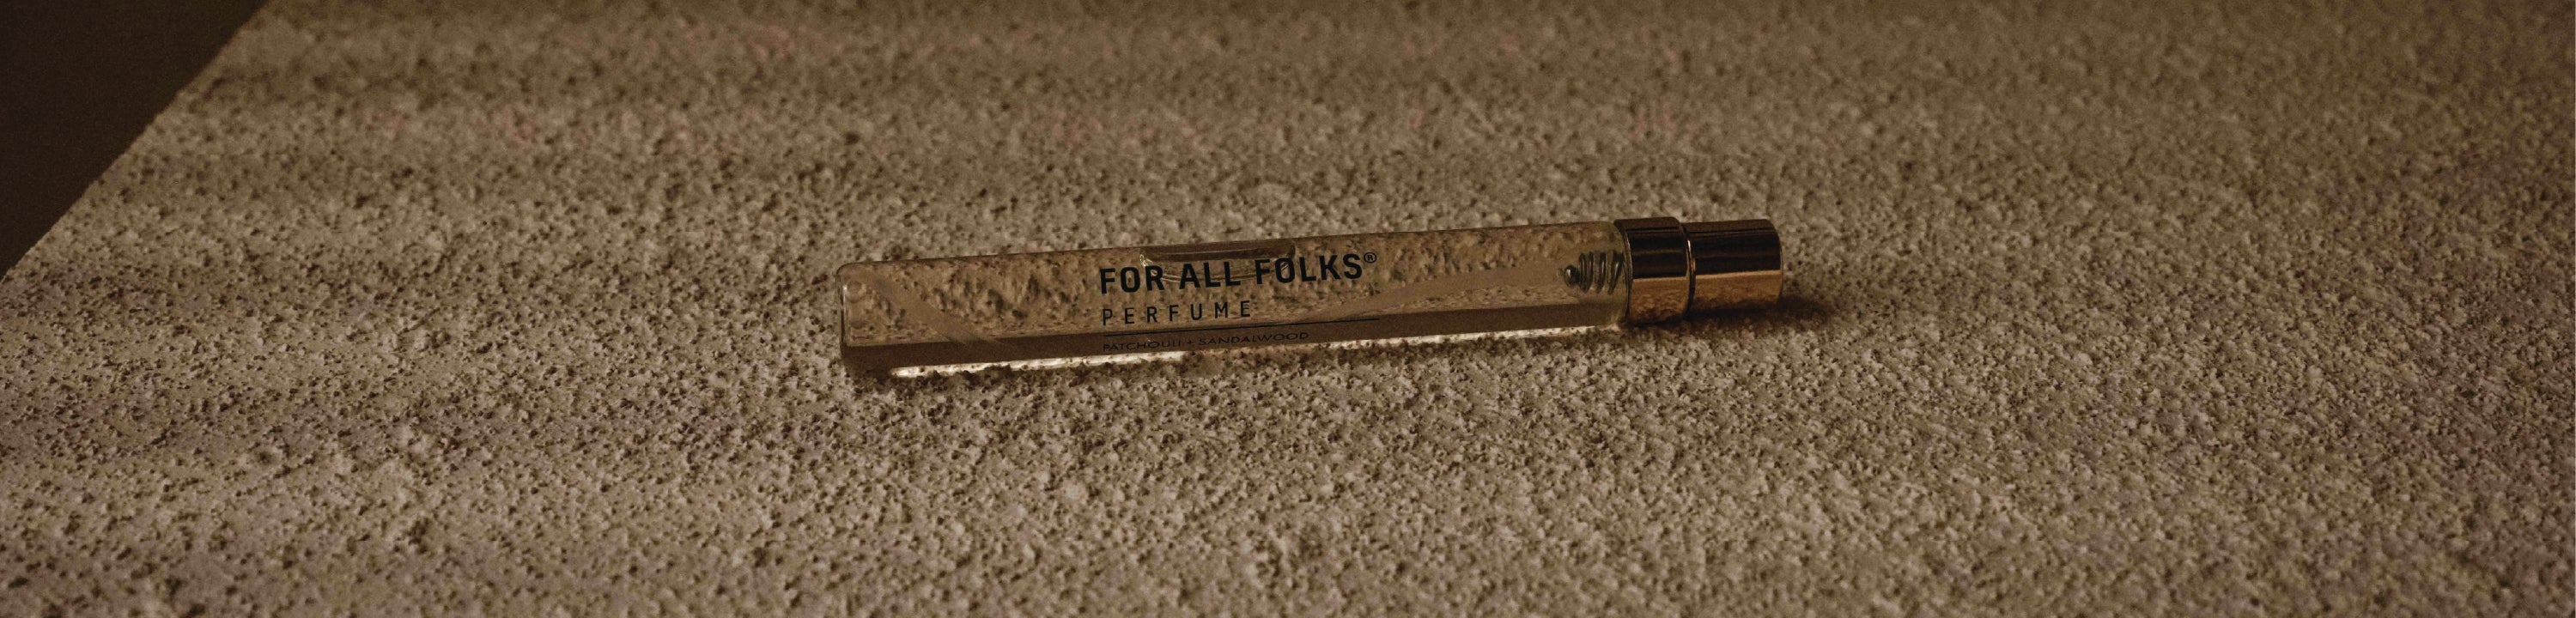 FOR ALL FOLKS®
PERFUME
PATCHOULI + SANDALWOOD